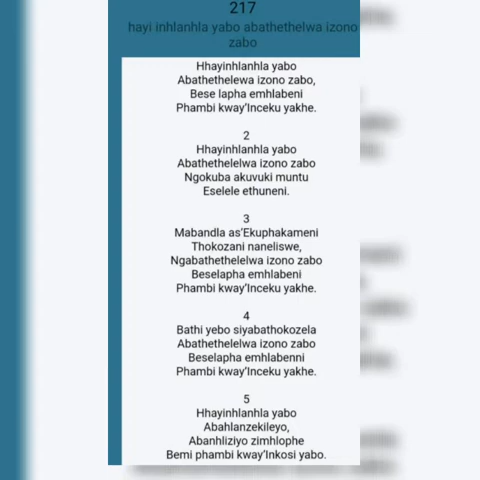 217
hayi inhlanhla yabo abathethelwa izono
zabo
Hhayinhlanhla yabo
Abathethelewa izono zabo,
Bese lapha emhlabeni
Phambi kway'Inceku yakhe.
2
Hhayinhlanhla yabo
Abathethelelwa izono zabo
Ngokuba akuvuki muntu
Eselele ethuneni.
3
Mabandla as'Ekuphakameni
Thokozani naneliswe,
Ngabathethelelwa izono zabo
Beselapha emhlabeni
Phambi kway'Inceku yakhe.
4
Bathi yebo siyabathokozela
Abathethelelwa izono zabo
Beselapha emhlabenni
Phambi kway'Inceku yakhe.
5
Hhayinhlanhla yabo
Abahlanzekileyo,
Abanhliziyo zimhlophe
Bemi phambi kway'Inkosi yabo.